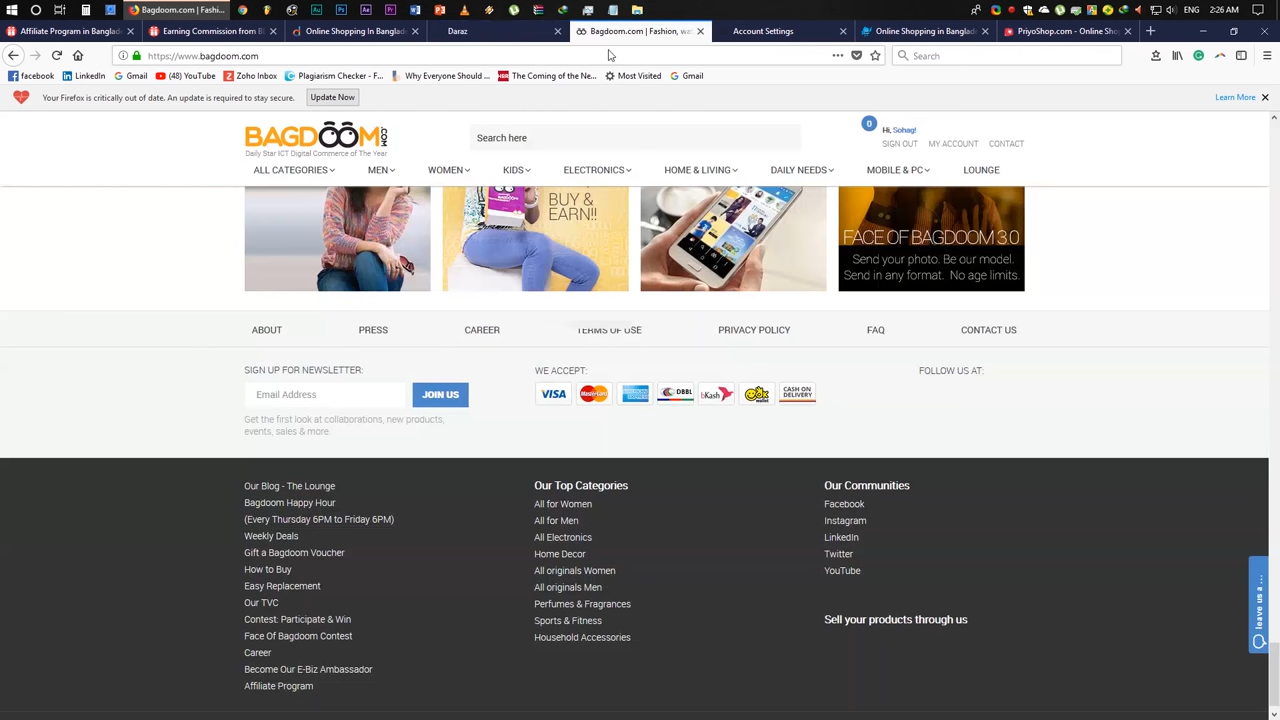 Bagdoom.com | Fashi...
ENG 2:26 AM
Affiliate Program in Banglad
Earning Commission from Bl
Online Shopping In Banglad
Daraz
Bagdoom.com | Fashion, wa
Account Settings
Online Shopping in Banglad
PriyoShop.com - Online Sho
https://www.bagdoom.com
Search
facebook
LinkedIn
Gmail
(48) YouTube
Zoho Inbox
Plagiarism Checker - F...
Why Everyone Should ...
The Coming of the Ne...
Most Visited
Gmail
Your Firefox is critically out of date. An update is required to stay secure.
Update Now
Learn More
BAGDOOM.COM
Daily Star ICT Digital Commerce of The Year
Search here
0
Hi, Sohag!
SIGN OUT MY ACCOUNT CONTACT
ALL CATEGORIES MEN WOMEN KIDS ELECTRONICS HOME & LIVING DAILY NEEDS MOBILE & PC LOUNGE
BUY &
EARN!!
FACE OF BAGDOOM 3.0
Send your photo. Be our model.
Send in any format. No age limits.
ABOUT PRESS CAREER TERMS OF USE PRIVACY POLICY FAQ CONTACT US
SIGN UP FOR NEWSLETTER:
Email Address
JOIN US
Get the first look at collaborations, new products,
events, sales & more.
WE ACCEPT:
VISA MasterCard AMERICAN EXPRESS DBBL bKash CASH ON DELIVERY
FOLLOW US AT:
Our Blog - The Lounge
Bagdoom Happy Hour
(Every Thursday 6PM to Friday 6PM)
Weekly Deals
Gift a Bagdoom Voucher
How to Buy
Easy Replacement
Our TVC
Contest: Participate & Win
Face Of Bagdoom Contest
Career
Become Our E-Biz Ambassador
Affiliate Program
Our Top Categories
All for Women
All for Men
All Electronics
Home Decor
All originals Women
All originals Men
Perfumes & Fragrances
Sports & Fitness
Household Accessories
Our Communities
Facebook
Instagram
LinkedIn
Twitter
YouTube
Sell your products through us
leave us a ...